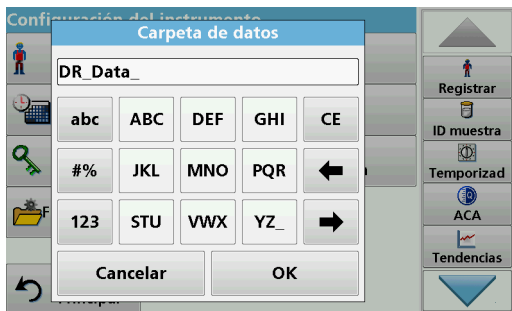 Configuración del instrumento
Carpeta de datos
DR_Data_
abc ABC DEF GHI CE
#% JKL MNO PQR
123 STU VWX YZ_
Cancelar OK
Principal
Registrar
ID muestra
Temporizad
ACA
Tendencias